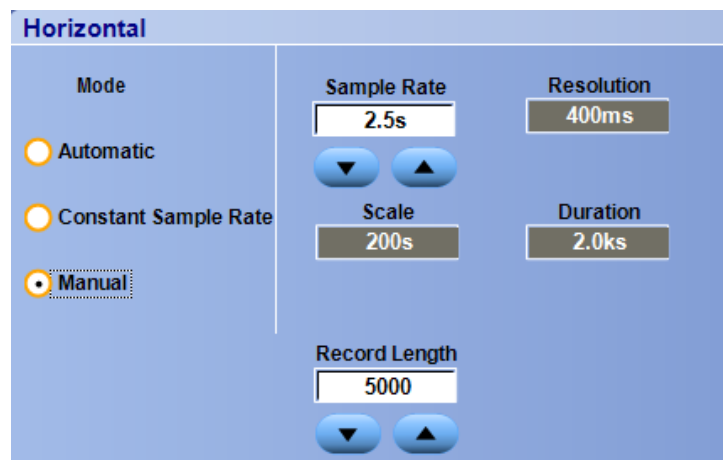 Horizontal
Mode
Automatic
Constant Sample Rate
Manual
Sample Rate
2.5s
Resolution
400ms
Scale
200s
Duration
2.0ks
Record Length
5000